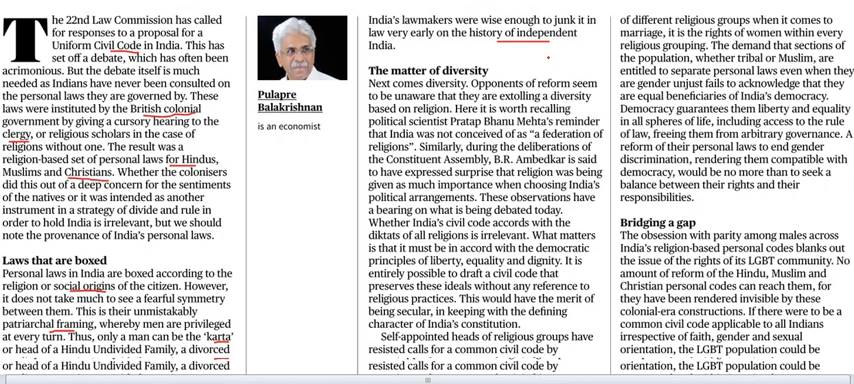 The 22nd Law Commission has called
for responses to a proposal for a
Uniform Civil Code in India. This has
set off a debate, which has often been
acrimonious. But the debate itself is much
needed as Indians have never been consulted on
the personal laws they are governed by. These
laws were instituted by the British colonial
government by giving a cursory hearing to the
clergy, or religious scholars in the case of
religions without one. The result was a
religion-based set of personal laws for Hindus,
Muslims and Christians. Whether the colonisers
did this out of a deep concern for the sentiments
of the natives or it was intended as another
instrument in a strategy of divide and rule in
order to hold India is irrelevant, but we should
note the provenance of India's personal laws.
Laws that are boxed
Personal laws in India are boxed according to the
religion or social origins of the citizen. However,
it does not take much to see a fearful symmetry
between them. This is their unmistakably
patriarchal framing, whereby men are privileged
at every turn. Thus, only a man can be the 'karta'
or head of a Hindu Undivided Family, a divorced
or head of a Hindu Undivided Family, a divorced
Pulapre
Balakrishnan
is an economist
India's lawmakers were wise enough to junk it in
law very early on the history of independent
India.
The matter of diversity
Next comes diversity. Opponents of reform seem
to be unaware that they are extolling a diversity
based on religion. Here it is worth recalling
political scientist Pratap Bhanu Mehta's reminder
that India was not conceived of as "a federation of
religions". Similarly, during the deliberations of
the Constituent Assembly, B.R. Ambedkar is said
to have expressed surprise that religion was being
given as much importance when choosing India's
political arrangements. These observations have
a bearing on what is being debated today.
Whether India's civil code accords with the
diktats of all religions is irrelevant. What matters
is that it must be in accord with the democratic
principles of liberty, equality and dignity. It is
entirely possible to draft a civil code that
preserves these ideals without any reference to
religious practices. This would have the merit of
being secular, in keeping with the defining
character of India's constitution.
Self-appointed heads of religious groups have
resisted calls for a common civil code by
resisted calls for a common civil code by
of different religious groups when it comes to
marriage, it is the rights of women within every
religious grouping. The demand that sections of
the population, whether tribal or Muslim, are
entitled to separate personal laws even when they
are gender unjust fails to acknowledge that they
are equal beneficiaries of India's democracy.
Democracy guarantees them liberty and equality
in all spheres of life, including access to the rule
of law, freeing them from arbitrary governance. A
reform of their personal laws to end gender
discrimination, rendering them compatible with
democracy, would be no more than to seek a
balance between their rights and their
responsibilities.
Bridging a gap
The obsession with parity among males across
India's religion-based personal codes blanks out
the issue of the rights of its LGBT community. No
amount of reform of the Hindu, Muslim and
Christian personal codes can reach them, for
they have been rendered invisible by these
colonial-era constructions. If there were to be a
common civil code applicable to all Indians
irrespective of faith, gender and sexual
orientation, the LGBT population could be
orientation, the LGBT population could be